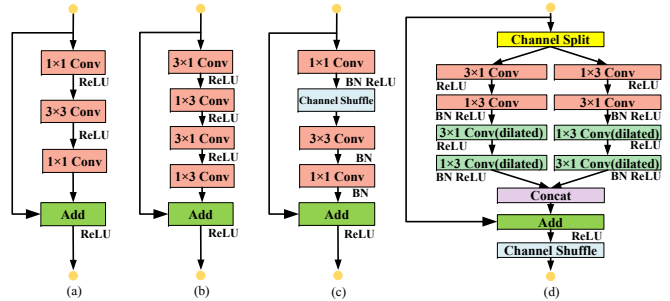 1×1 Conv
ReLU
3×3 Conv
ReLU
1×1 Conv
Add
ReLU
(a)
3×1 Conv
ReLU
1×3 Conv
ReLU
3×1 Conv
ReLU
1×3 Conv
Add
ReLU
(b)
1×1 Conv
BN ReLU
Channel Shuffle
3×3 Conv
BN
1×1 Conv
BN
Add
ReLU
(c)
Channel Split
3×1 Conv
ReLU
1×3 Conv
BN ReLU
3×1 Conv(dilated)
ReLU
1×3 Conv(dilated)
BN ReLU
1×3 Conv
ReLU
3×1 Conv
BN ReLU
1×3 Conv(dilated)
ReLU
3×1 Conv(dilated)
BN ReLU
Concat
Add
ReLU
Channel Shuffle
(d)